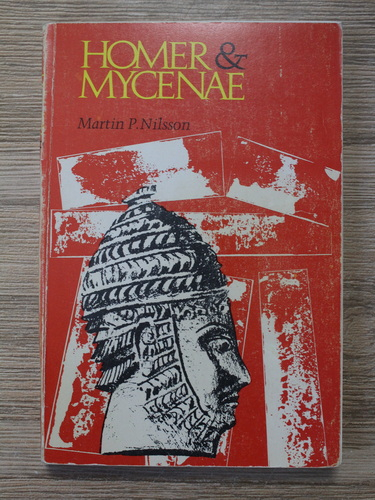 HOMER &
MYCENAE
Martin P. Nilsson